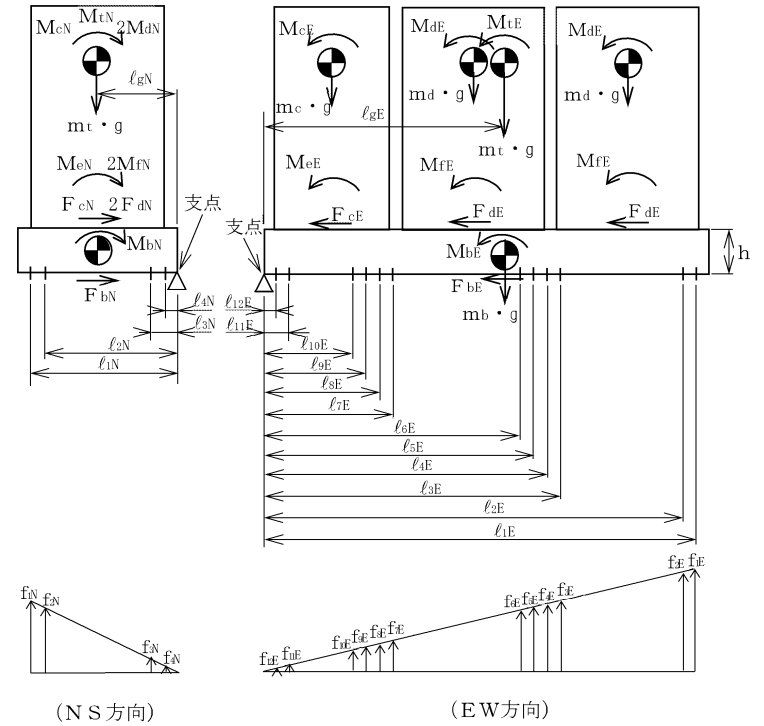 MtN
McN 2MdN
ℓgN
mt・g
MeN 2MfN
FcN 2FdN
MbN
FbN
支点
支点
McE
mc・g
ℓgE
MdE
MtE
md・g
mt・g
MdE
md・g
MeE
FcE
MfE
FdE
MfE
FdE
MbE
FbE
mb・g
h
ℓ4N
ℓ3N
ℓ2N
ℓ1N
ℓ12E
ℓ11E
ℓ10E
ℓ9E
ℓ8E
ℓ7E
ℓ6E
ℓ5E
ℓ4E
ℓ3E
ℓ2E
ℓ1E
f1N
f2N
f3N
f4N
f12E
f11E
f10E
f9E
f8E
f7E
f6E
f5E
f4E
f3E
f2E
f1E
(NS方向)
(EW方向)